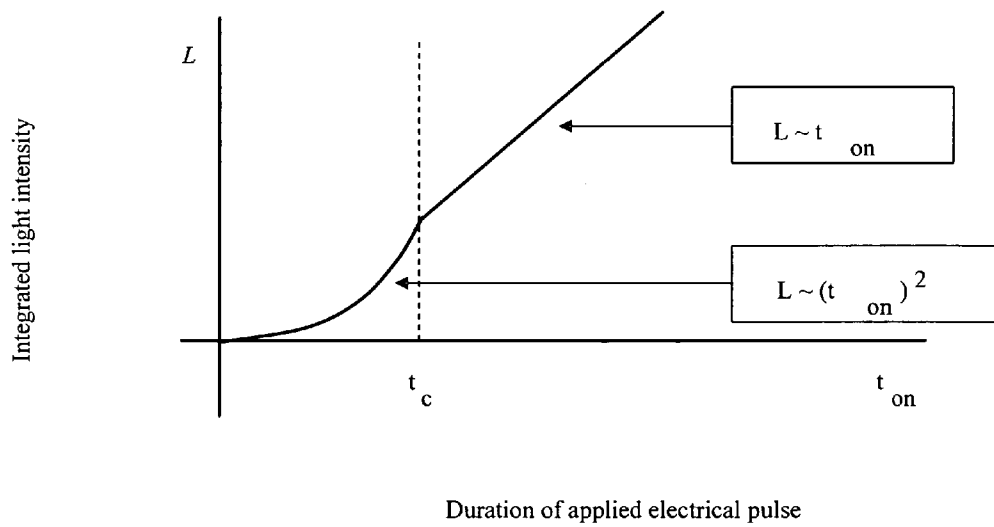 L
Integrated light intensity
L ~ t on
L ~ (t on ) 2
t c
t on
Duration of applied electrical pulse